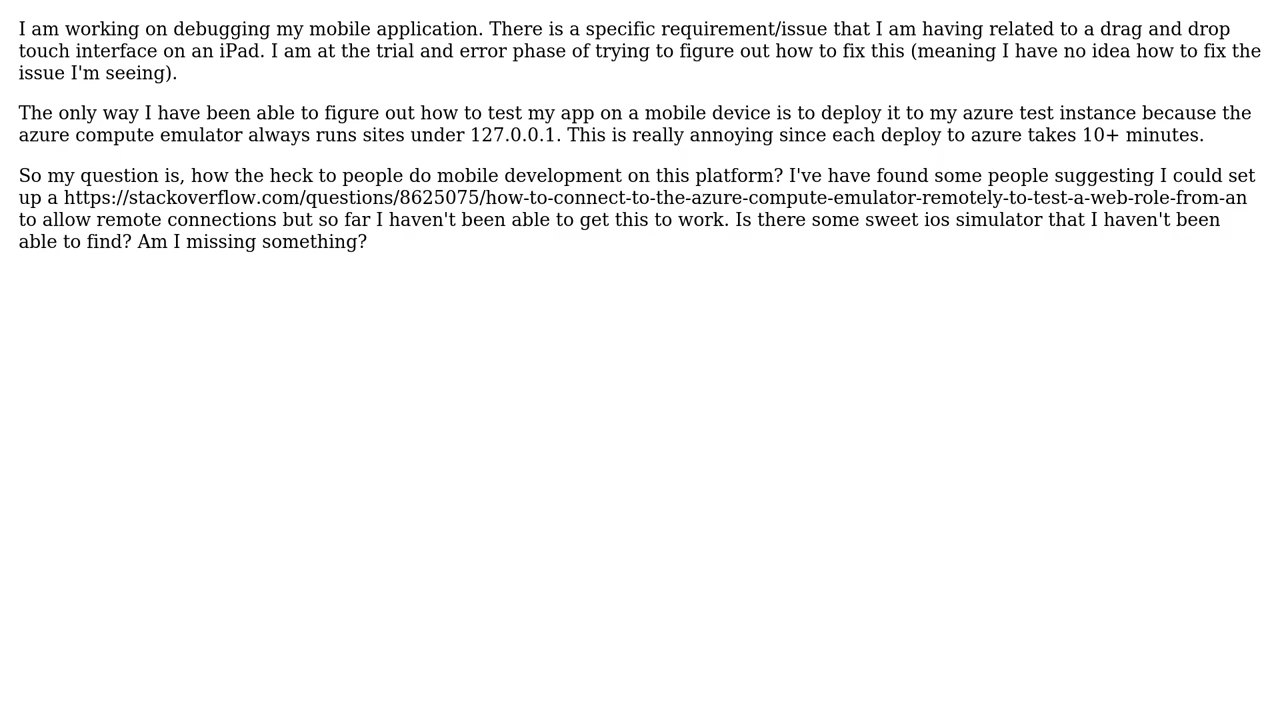 I am working on debugging my mobile application. There is a specific requirement/issue that I am having related to a drag and drop
touch interface on an iPad. I am at the trial and error phase of trying to figure out how to fix this (meaning I have no idea how to fix the
issue I'm seeing).
The only way I have been able to figure out how to test my app on a mobile device is to deploy it to my azure test instance because the
azure compute emulator always runs sites under 127.0.0.1. This is really annoying since each deploy to azure takes 10+ minutes.
So my question is, how the heck to people do mobile development on this platform? I've have found some people suggesting I could set
up a https://stackoverflow.com/questions/8625075/how-to-connect-to-the-azure-compute-emulator-remotely-to-test-a-web-role-from-an
to allow remote connections but so far I haven't been able to get this to work. Is there some sweet ios simulator that I haven't been
able to find? Am I missing something?